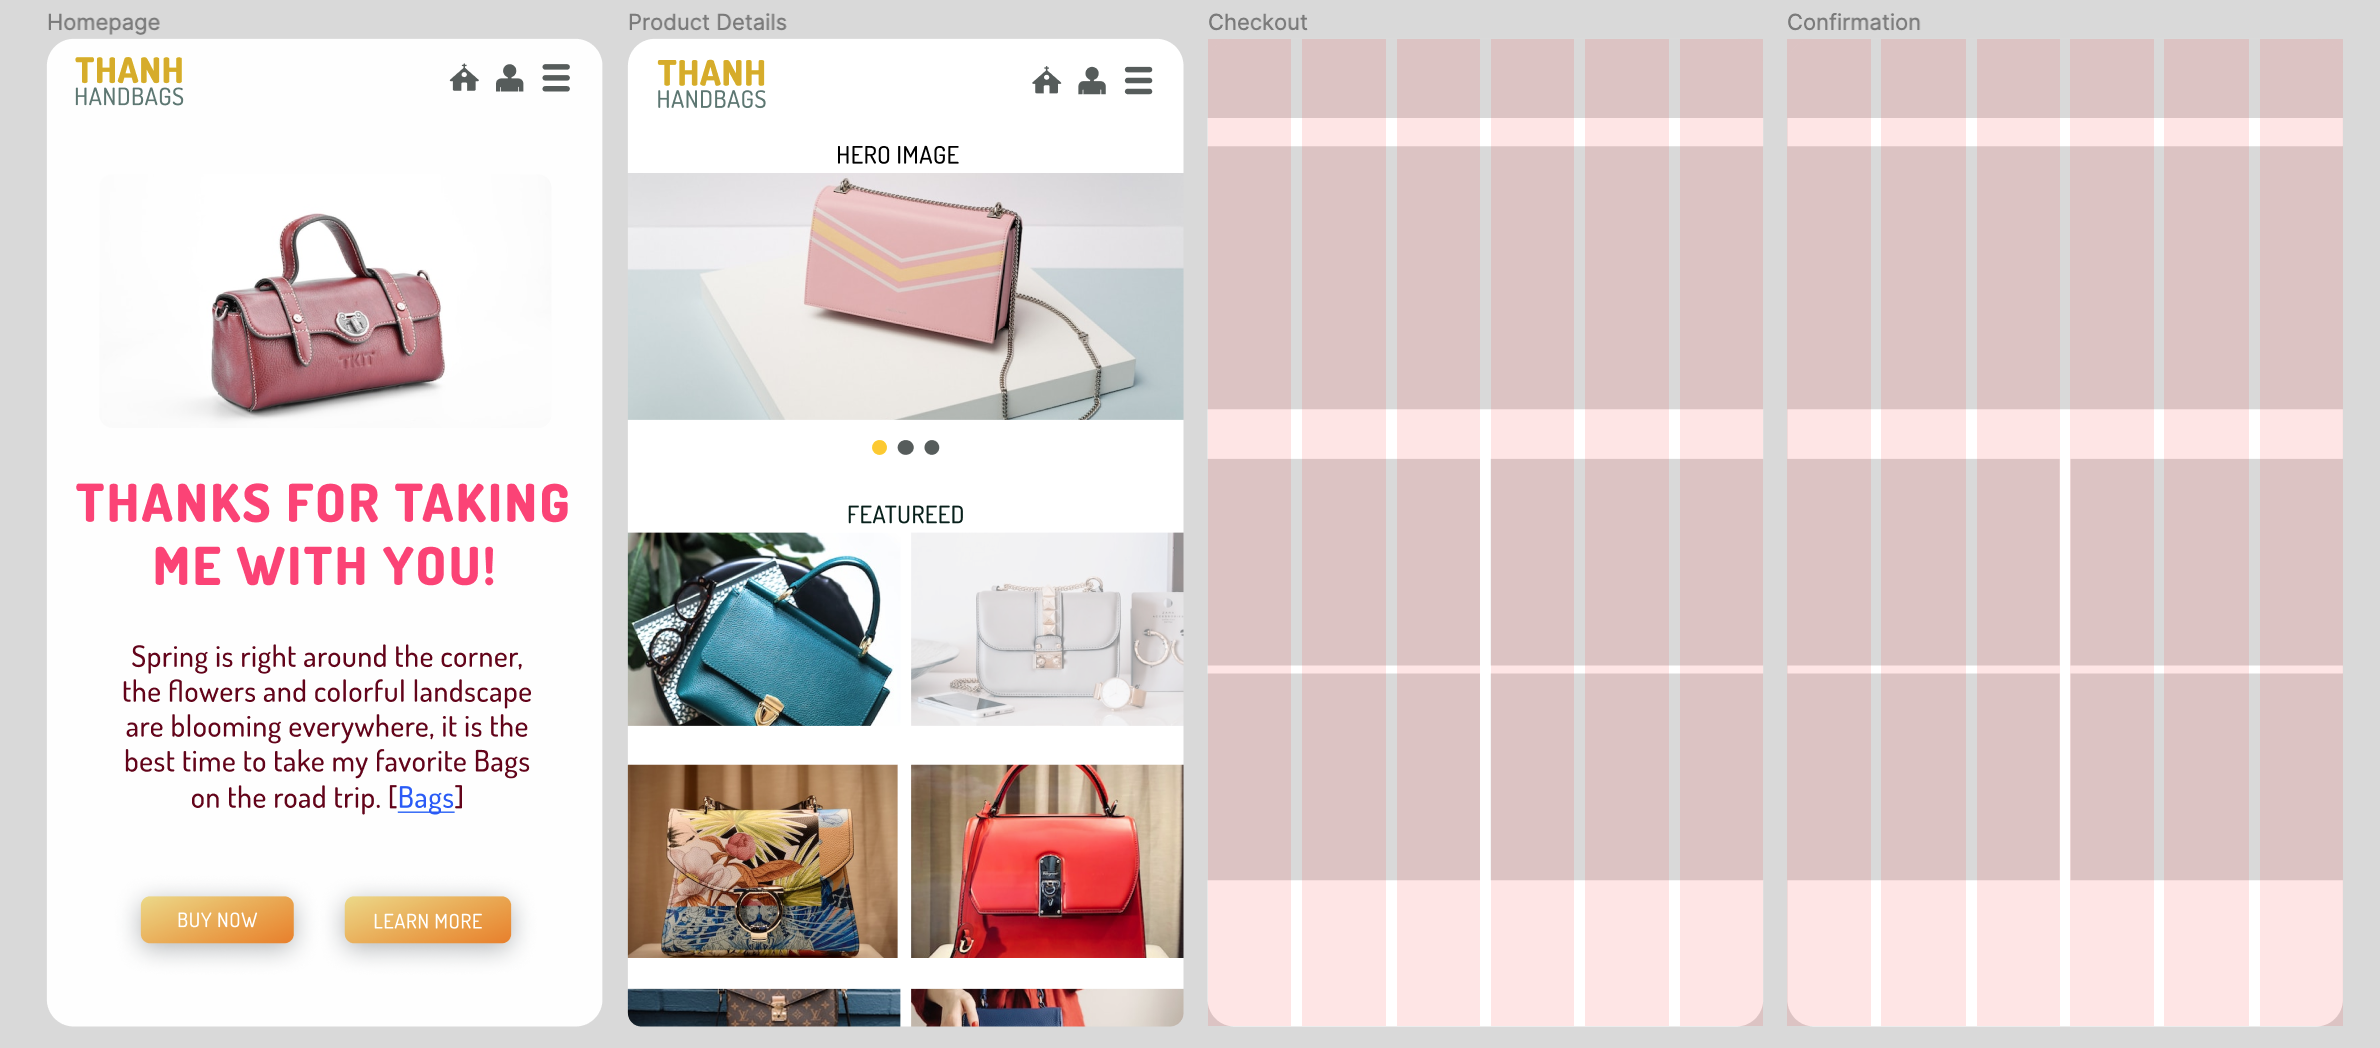 Homepage
THANH
HANDBAGS
TKIT
THANKS FOR TAKING
ME WITH YOU!
Spring is right around the corner,
the flowers and colorful landscape
are blooming everywhere, it is the
best time to take my favorite Bags
on the road trip. [Bags]
BUY NOW
LEARN MORE
Product Details
THANH
HANDBAGS
HERO IMAGE
FEATUREED
Checkout
Confirmation